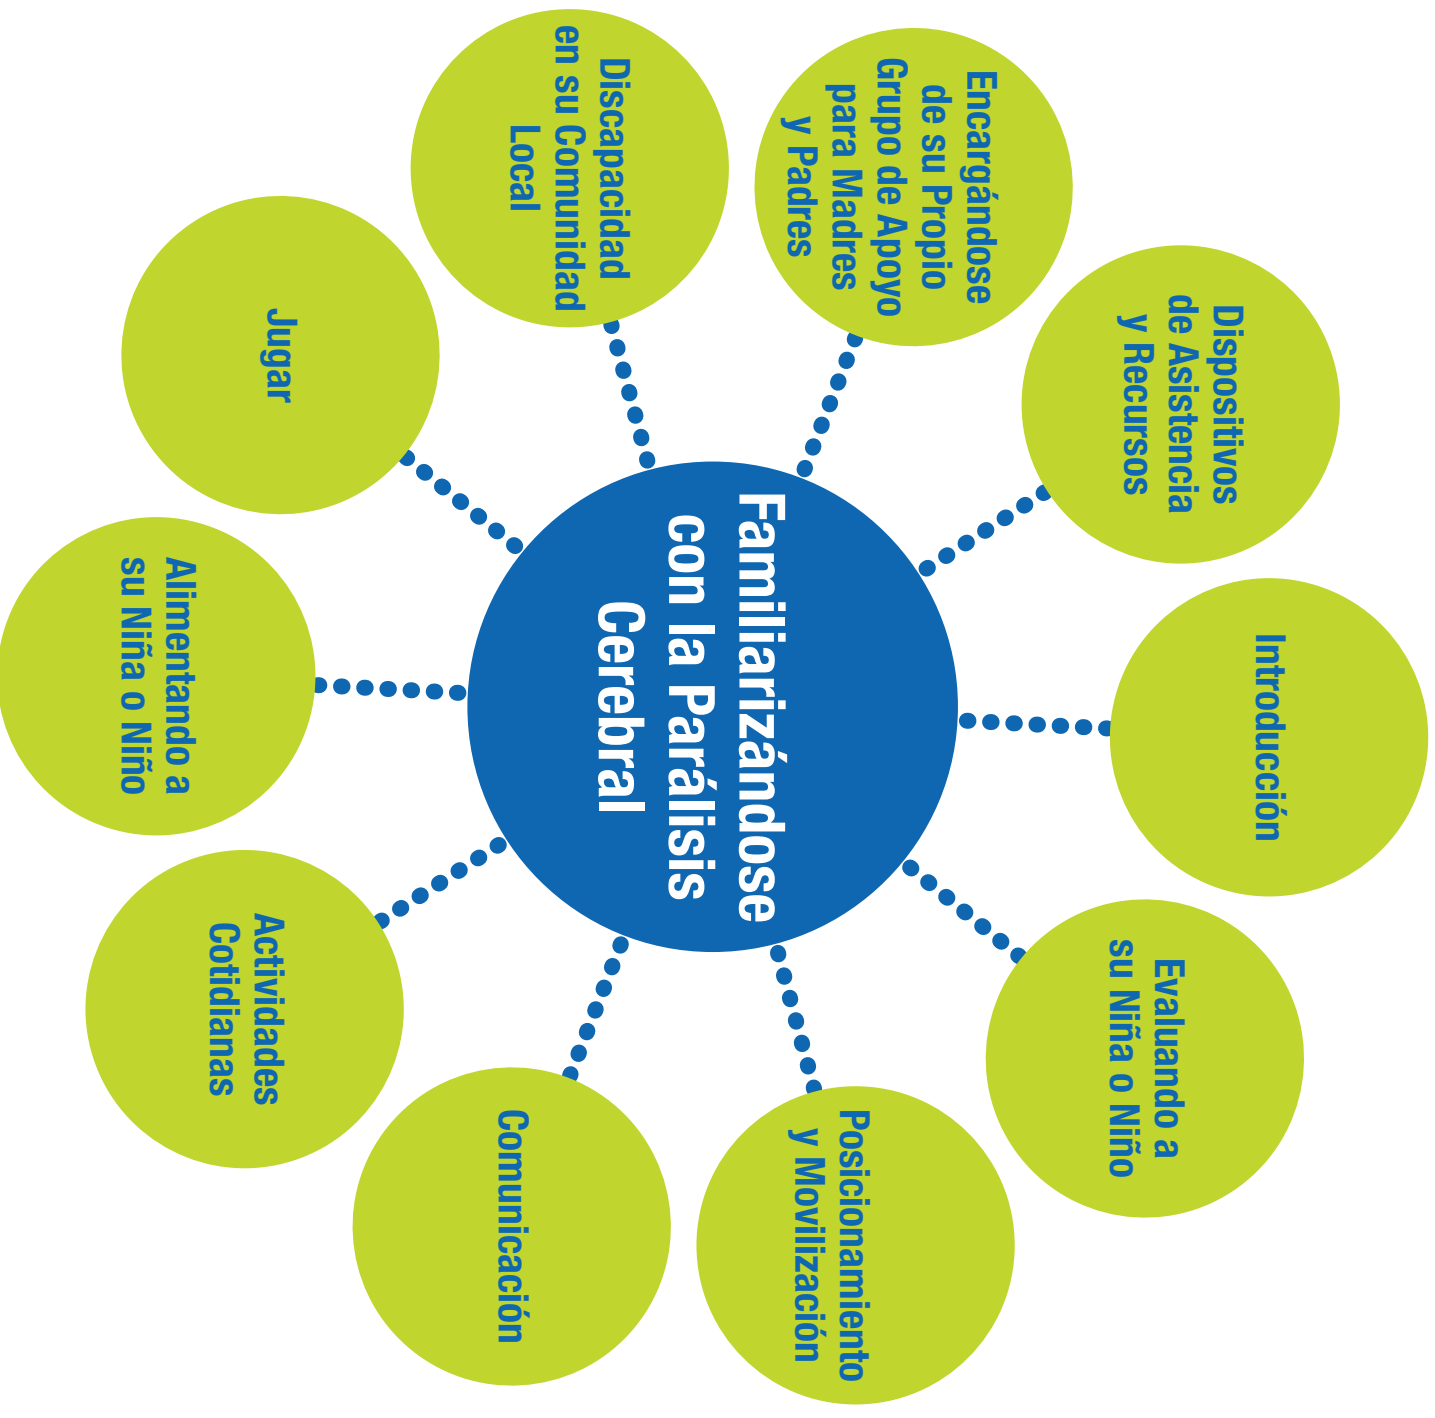 Familiarizándose
con la Parálisis
Cerebral
Introducción
Evaluando a
su Niña o Niño
Posicionamiento
y Movilización
Comunicación
Actividades
Cotidianas
Alimentando a
su Niña o Niño
Jugar
Discapacidad
en su Comunidad
Local
Encargándose
de su Propio
Grupo de Apoyo
para Madres
y Padres
Dispositivos
de Asistencia
y Recursos